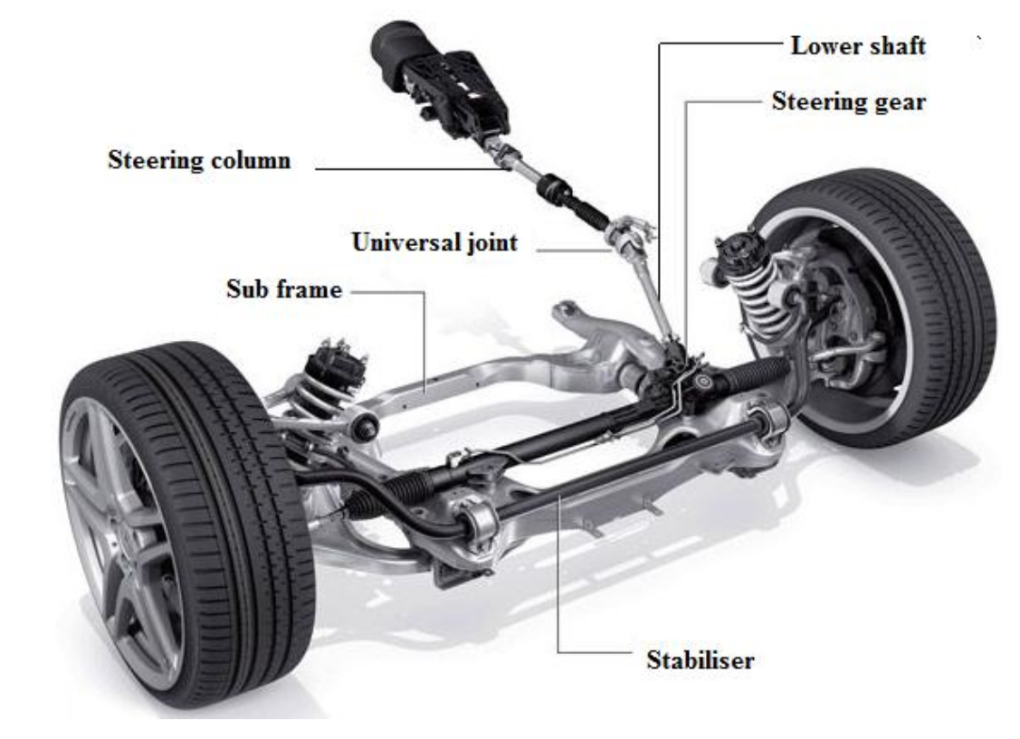 Lower shaft
Steering gear
Steering column
Universal joint
Sub frame
Stabiliser